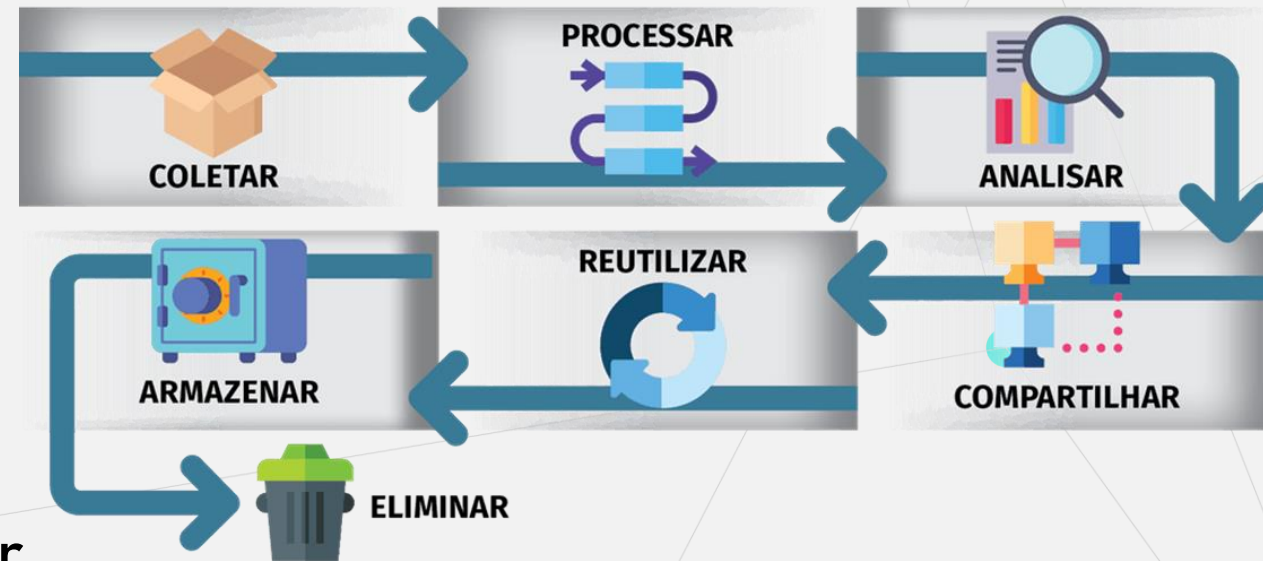 COLETAR
PROCESSAR
ANALISAR
COMPARTILHAR
REUTILIZAR
ARMAZENAR
ELIMINAR
r